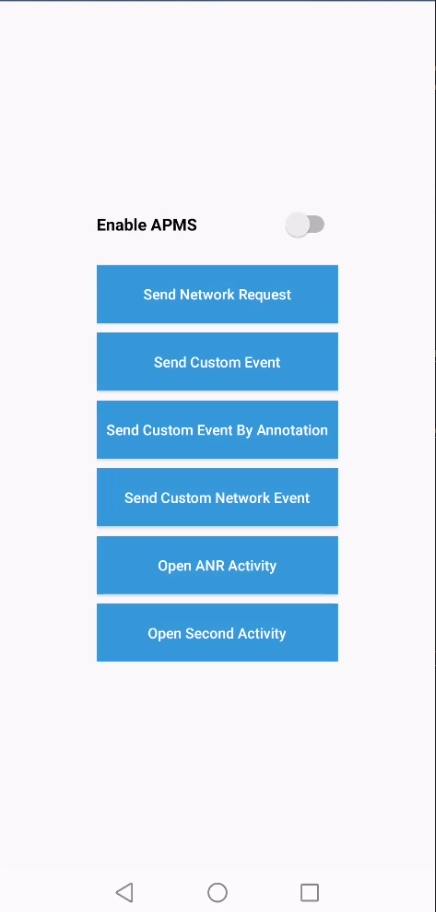 Enable APMS
Send Network Request
Send Custom Event
Send Custom Event By Annotation
Send Custom Network Event
Open ANR Activity
Open Second Activity